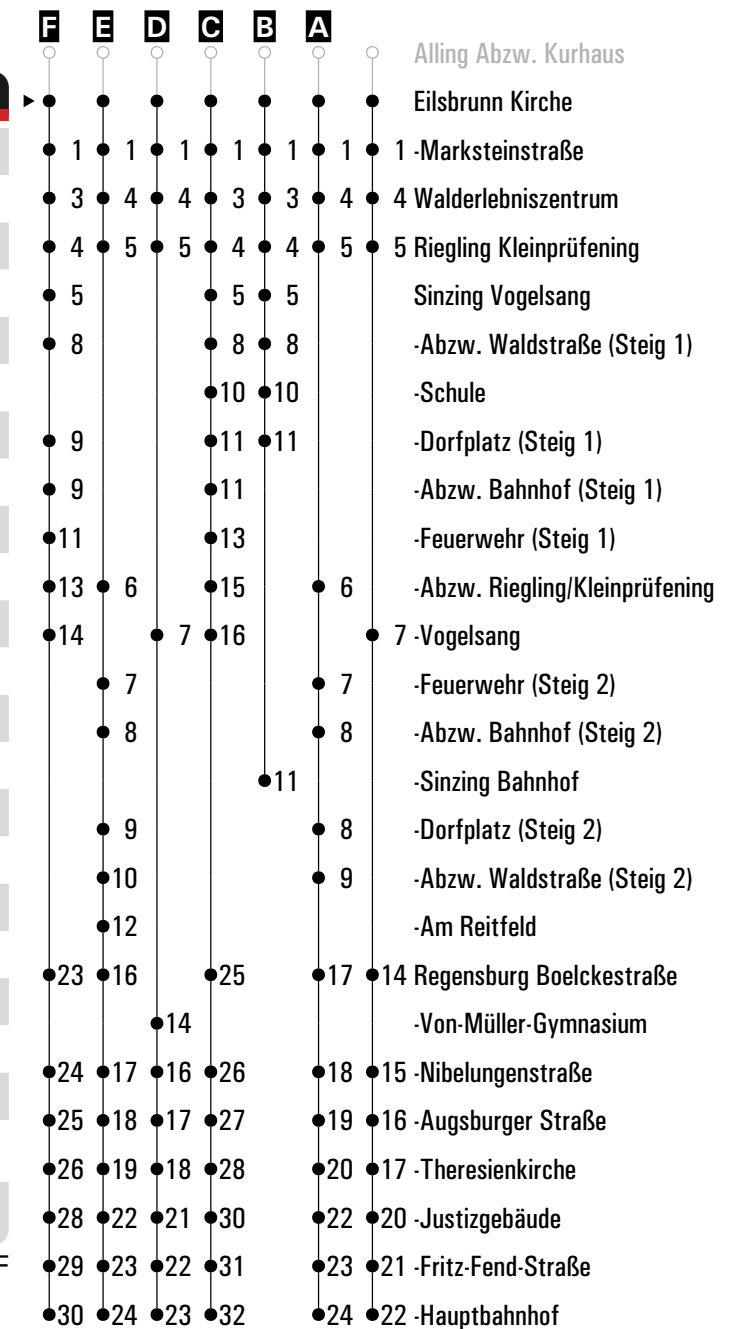 F E D C B A
Alling Abzw. Kurhaus
Eilsbrunn Kirche
1 1 1 1 1 1 1 -Marksteinstraße
3 4 4 3 3 4 4 Walderlebniszentrum
4 5 5 4 4 5 5 Riegling Kleinprüfening
5 5 5 Sinzing Vogelsang
8 8 8 -Abzw. Waldstraße (Steig 1)
10 10 -Schule
9 11 11 -Dorfplatz (Steig 1)
9 11 -Abzw. Bahnhof (Steig 1)
11 13 -Feuerwehr (Steig 1)
13 6 15 6 -Abzw. Riegling/Kleinprüfening
14 7 16 7 -Vogelsang
7 7 -Feuerwehr (Steig 2)
8 8 -Abzw. Bahnhof (Steig 2)
11 -Sinzing Bahnhof
9 8 -Dorfplatz (Steig 2)
10 9 -Abzw. Waldstraße (Steig 2)
12 -Am Reitfeld
23 16 25 17 14 Regensburg Boelckestraße
14 -Von-Müller-Gymnasium
24 17 16 26 18 15 -Nibelungenstraße
25 18 17 27 19 16 -Augsburger Straße
26 19 18 28 20 17 -Theresienkirche
28 22 21 30 22 20 -Justizgebäude
29 23 22 31 23 21 -Fritz-Fend-Straße
30 24 23 32 24 22 -Hauptbahnhof